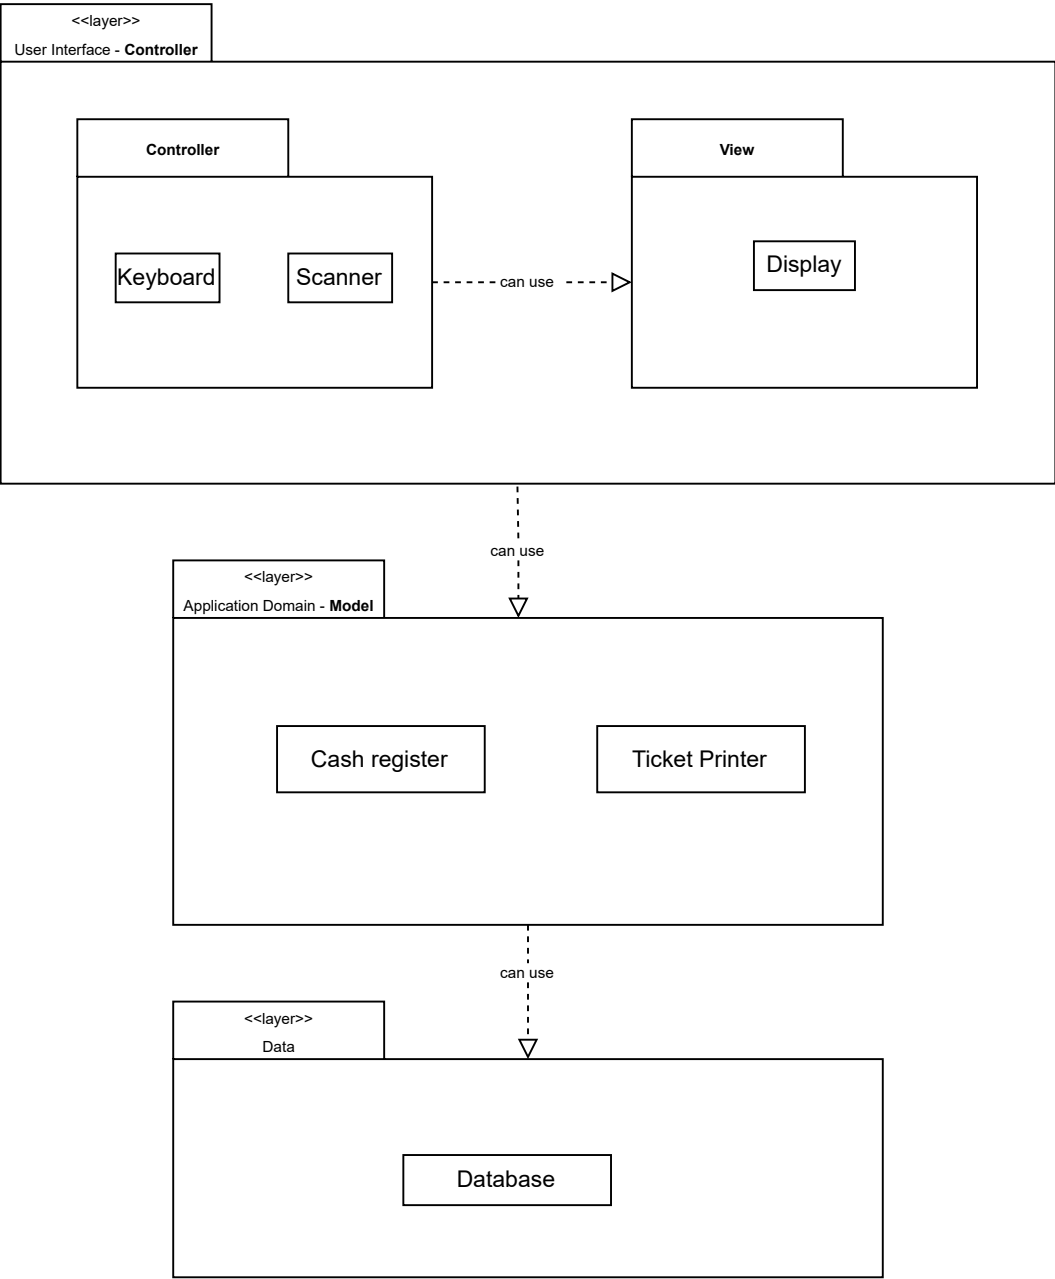 <<layer>>
User Interface - Controller
Controller
View
Keyboard
Scanner
can use
Display
can use
<<layer>>
Application Domain - Model
Cash register
Ticket Printer
can use
<<layer>>
Data
Database